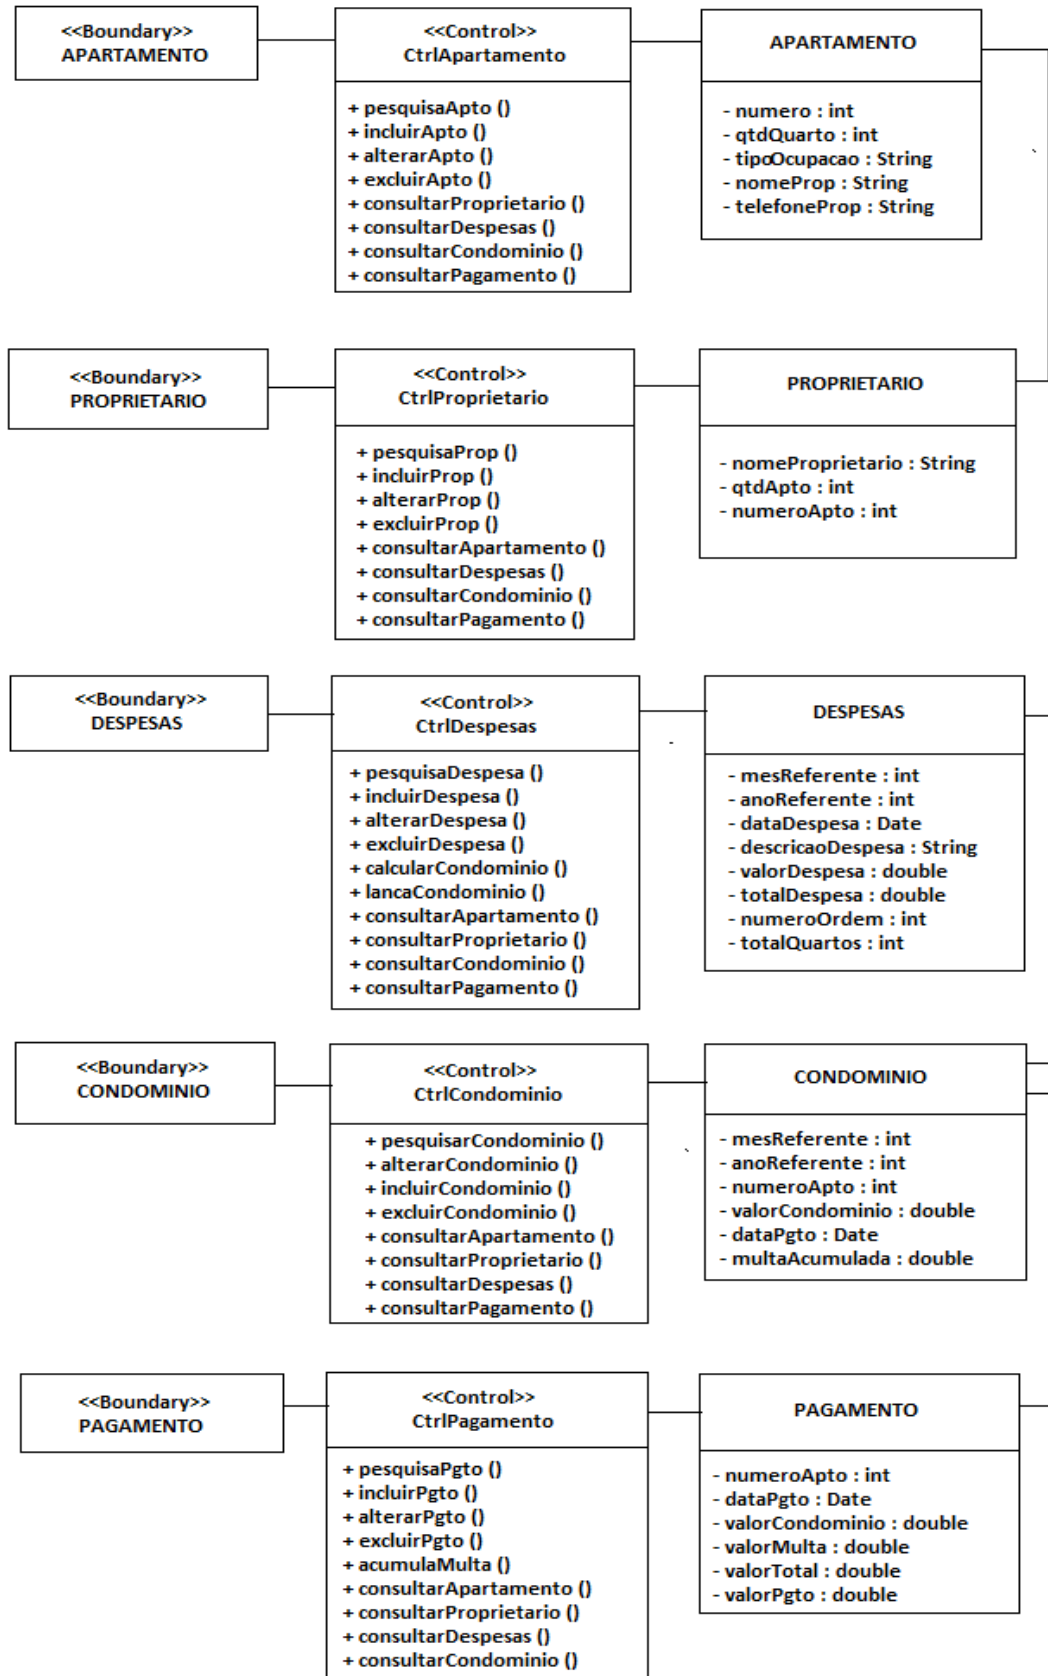 <<Boundary>>
APARTAMENTO
<<Control>>
CtrlApartamento
+ pesquisaApto ()
+ incluirApto ()
+ alterarApto ()
+ excluirApto ()
+ consultarProprietario ()
+ consultarDespesas ()
+ consultarCondominio ()
+ consultarPagamento ()
APARTAMENTO
- numero : int
- qtdQuarto : int
- tipoOcupacao : String
- nomeProp : String
- telefoneProp : String
<<Boundary>>
PROPRIETARIO
<<Control>>
CtrlProprietario
+ pesquisaProp ()
+ incluirProp ()
+ alterarProp ()
+ excluirProp ()
+ consultarApartamento ()
+ consultarDespesas ()
+ consultarCondominio ()
+ consultarPagamento ()
PROPRIETARIO
- nomeProprietario : String
- qtdApto : int
- numeroApto : int
<<Boundary>>
DESPESAS
<<Control>>
CtrlDespesas
+ pesquisaDespesa ()
+ incluirDespesa ()
+ alterarDespesa ()
+ excluirDespesa ()
+ calcularCondominio ()
+ lancaCondominio ()
+ consultarApartamento ()
+ consultarProprietario ()
+ consultarCondominio ()
+ consultarPagamento ()
DESPESAS
- mesReferente : int
- anoReferente : int
- dataDespesa : Date
- descricaoDespesa : String
- valorDespesa : double
- totalDespesa : double
- numeroOrdem : int
- totalQuartos : int
<<Boundary>>
CONDOMINIO
<<Control>>
CtrlCondominio
+ pesquisarCondominio ()
+ alterarCondominio ()
+ incluirCondominio ()
+ excluirCondominio ()
+ consultarApartamento ()
+ consultarProprietario ()
+ consultarDespesas ()
+ consultarPagamento ()
CONDOMINIO
- mesReferente : int
- anoReferente : int
- numeroApto : int
- valorCondominio : double
- dataPgto : Date
- multaAcumulada : double
<<Boundary>>
PAGAMENTO
<<Control>>
CtrlPagamento
+ pesquisaPgto ()
+ incluirPgto ()
+ alterarPgto ()
+ excluirPgto ()
+ acumulaMulta ()
+ consultarApartamento ()
+ consultarProprietario ()
+ consultarDespesas ()
+ consultarCondominio ()
PAGAMENTO
- numeroApto : int
- dataPgto : Date
- valorCondominio : double
- valorMulta : double
- valorTotal : double
- valorPgto : double